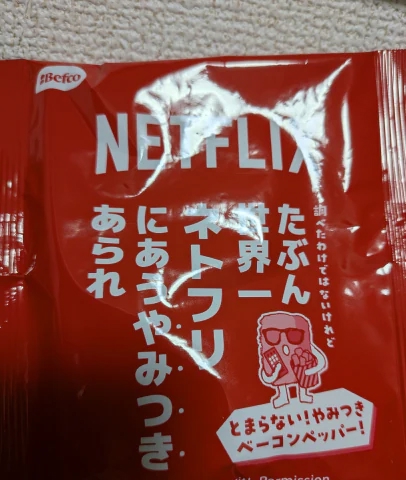 Befco
NETFLIX
調べたわけではないけれど
たぶん
世界一
ネトフリ
にあうやみつき
あられ
とまらない!やみつき
ベーコンペッパー!
Permission